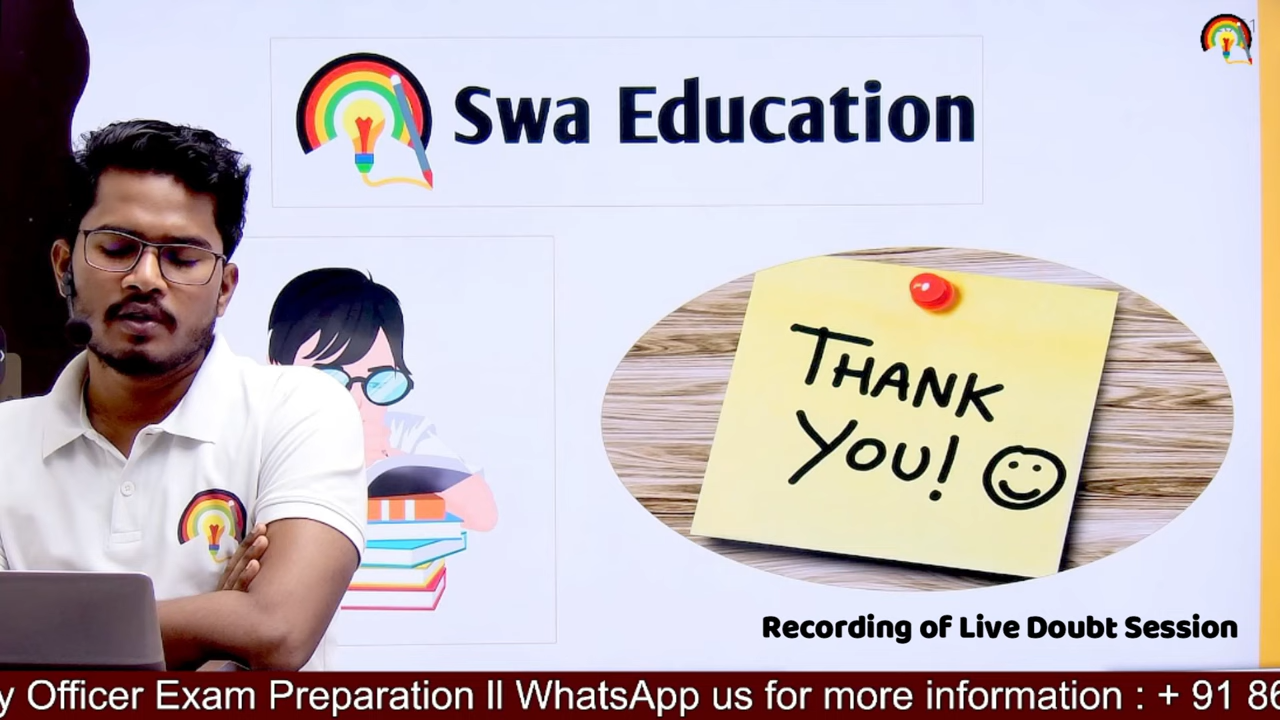 Swa Education
THANK
YOU!
Recording of Live Doubt Session
y Officer Exam Preparation II WhatsApp us for more information : + 91 86